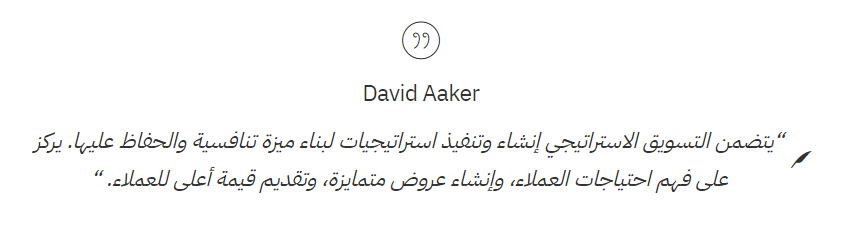 David Aaker
“يتضمن التسويق الاستراتيجي إنشاء وتنفيذ استراتيجيات لبناء ميزة تنافسية والحفاظ عليها. يركز
على فهم احتياجات العملاء، وإنشاء عروض متمايزة، وتقديم قيمة أعلى للعملاء. “